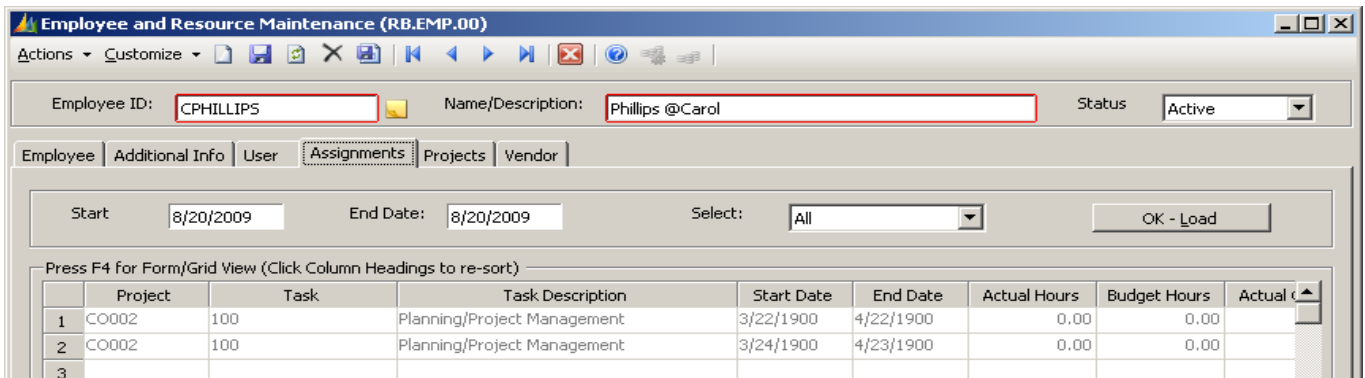 Employee and Resource Maintenance (RB.EMP.00)
Actions Customize
Employee ID: CPHILLIPS Name/Description: Phillips @Carol Status Active
Employee Additional Info User Assignments Projects Vendor
Start 8/20/2009 End Date: 8/20/2009 Select: All OK - Load
Press F4 for Form/Grid View (Click Column Headings to re-sort)
Project Task Task Description Start Date End Date Actual Hours Budget Hours Actual
1 CO002 100 Planning/Project Management 3/22/1900 4/22/1900 0.00 0.00
2 CO002 100 Planning/Project Management 3/24/1900 4/23/1900 0.00 0.00
3